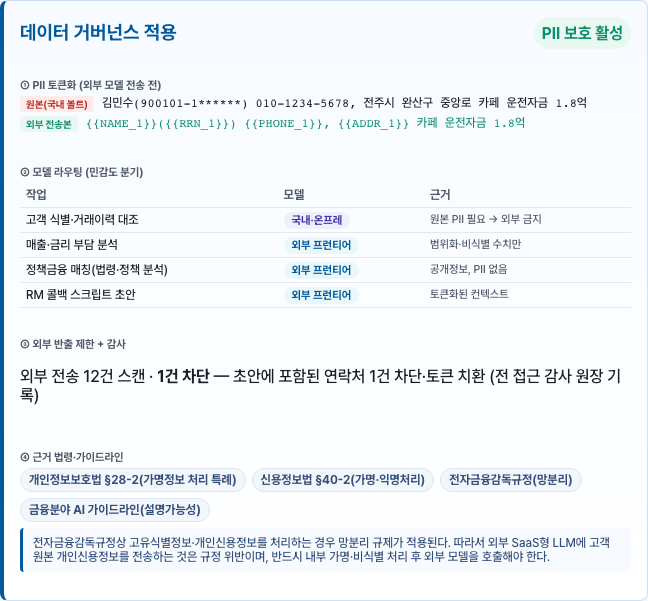 데이터 거버넌스 적용
PII 보호 활성
① PII 토큰화 (외부 모델 전송 전)
원본(국내 볼트) 김민수(900101-1******) 010-1234-5678, 전주시 완산구 중앙로 카페 운전자금 1.8억
외부 전송본 {{NAME_1}}({{RRN_1}}) {{PHONE_1}}, {{ADDR_1}} 카페 운전자금 1.8억
② 모델 라우팅 (민감도 분기)
작업 모델 근거
고객 식별·거래이력 대조 국내·온프레 원본 PII 필요 → 외부 금지
매출·금리 부담 분석 외부 프런티어 범위화·비식별 수치만
정책금융 매칭(법령·정책 분석) 외부 프런티어 공개정보, PII 없음
RM 콜백 스크립트 초안 외부 프런티어 토큰화된 컨텍스트
③ 외부 반출 제한 + 감사
외부 전송 12건 스캔 · 1건 차단 — 초안에 포함된 연락처 1건 차단·토큰 치환 (전 접근 감사 원장 기
록)
④ 근거 법령·가이드라인
개인정보보호법 §28-2(가명정보 처리 특례) 신용정보법 §40-2(가명·익명처리) 전자금융감독규정(망분리)
금융분야 AI 가이드라인(설명가능성)
전자금융감독규정상 고유식별정보·개인신용정보를 처리하는 경우 망분리 규제가 적용된다. 따라서 외부 SaaS형 LLM에 고객
원본 개인신용정보를 전송하는 것은 규정 위반이며, 반드시 내부 가명·비식별 처리 후 외부 모델을 호출해야 한다.